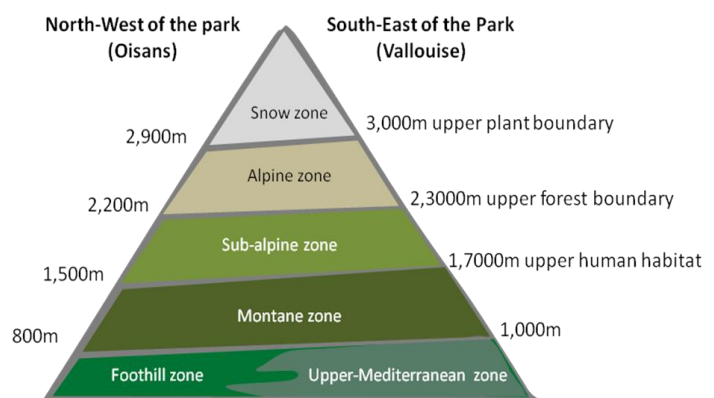 North-West of the park
(Oisans)
South-East of the Park
(Vallouise)
Snow zone
2,900m
3,000m upper plant boundary
Alpine zone
2,200m
2,3000m upper forest boundary
Sub-alpine zone
1,500m
1,7000m upper human habitat
Montane zone
800m
1,000m
Foothill zone
Upper-Mediterranean zone